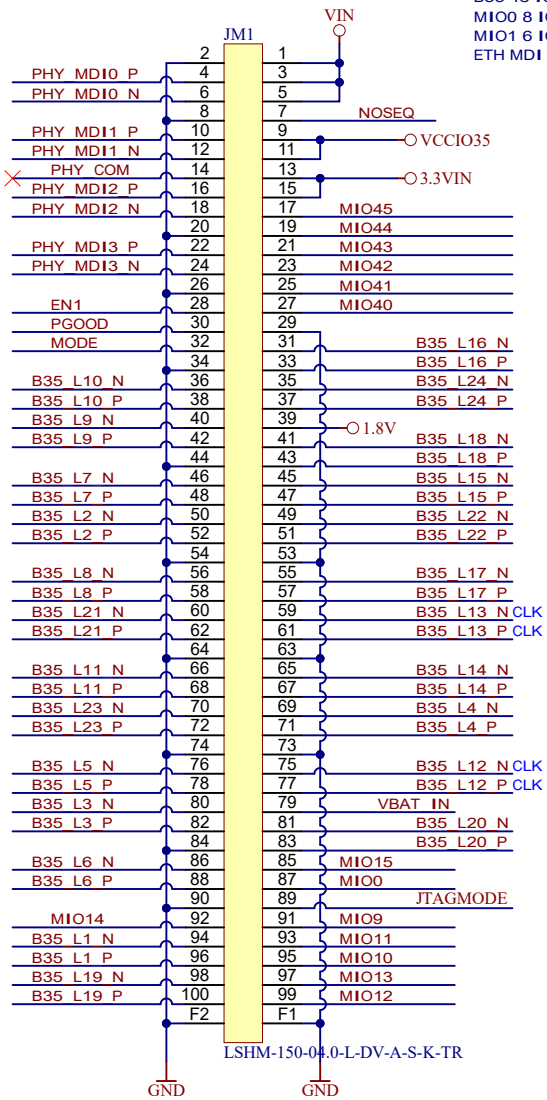 B35 48 IO
MIO0 8 IO
MIO1 6 IO
ETH MDI
VIN
JM1
2 1
PHY_MDI0_P 4 3
PHY_MDI0_N 6 5
8 7 NOSEQ
PHY_MDI1_P 10 9 VCCIO35
PHY_MDI1_N 12 11
PHY_COM 14 13 3.3VIN
PHY_MDI2_P 16 15
PHY_MDI2_N 18 17 MIO45
20 19 MIO44
PHY_MDI3_P 22 21 MIO43
PHY_MDI3_N 24 23 MIO42
26 25 MIO41
EN1 28 27 MIO40
PGOOD 30 29
MODE 32 31 B35_L16_N
34 33 B35_L16_P
B35_L10_N 36 35 B35_L24_N
B35_L10_P 38 37 B35_L24_P
B35_L9_N 40 39 1.8V
B35_L9_P 42 41 B35_L18_N
44 43 B35_L18_P
B35_L7_N 46 45 B35_L15_N
B35_L7_P 48 47 B35_L15_P
B35_L2_N 50 49 B35_L22_N
B35_L2_P 52 51 B35_L22_P
54 53
B35_L8_N 56 55 B35_L17_N
B35_L8_P 58 57 B35_L17_P
B35_L21_N 60 59 B35_L13_N CLK
B35_L21_P 62 61 B35_L13_P CLK
64 63
B35_L11_N 66 65 B35_L14_N
B35_L11_P 68 67 B35_L14_P
B35_L23_N 70 69 B35_L4_N
B35_L23_P 72 71 B35_L4_P
74 73
B35_L5_N 76 75 B35_L12_N CLK
B35_L5_P 78 77 B35_L12_P CLK
B35_L3_N 80 79 VBAT_IN
B35_L3_P 82 81 B35_L20_N
84 83 B35_L20_P
B35_L6_N 86 85 MIO15
B35_L6_P 88 87 MIO0
90 89 JTAGMODE
MIO14 92 91 MIO9
B35_L1_N 94 93 MIO11
B35_L1_P 96 95 MIO10
B35_L19_N 98 97 MIO13
B35_L19_P 100 99 MIO12
F2 F1
LSHM-150-04.0-L-DV-A-S-K-TR
GND GND